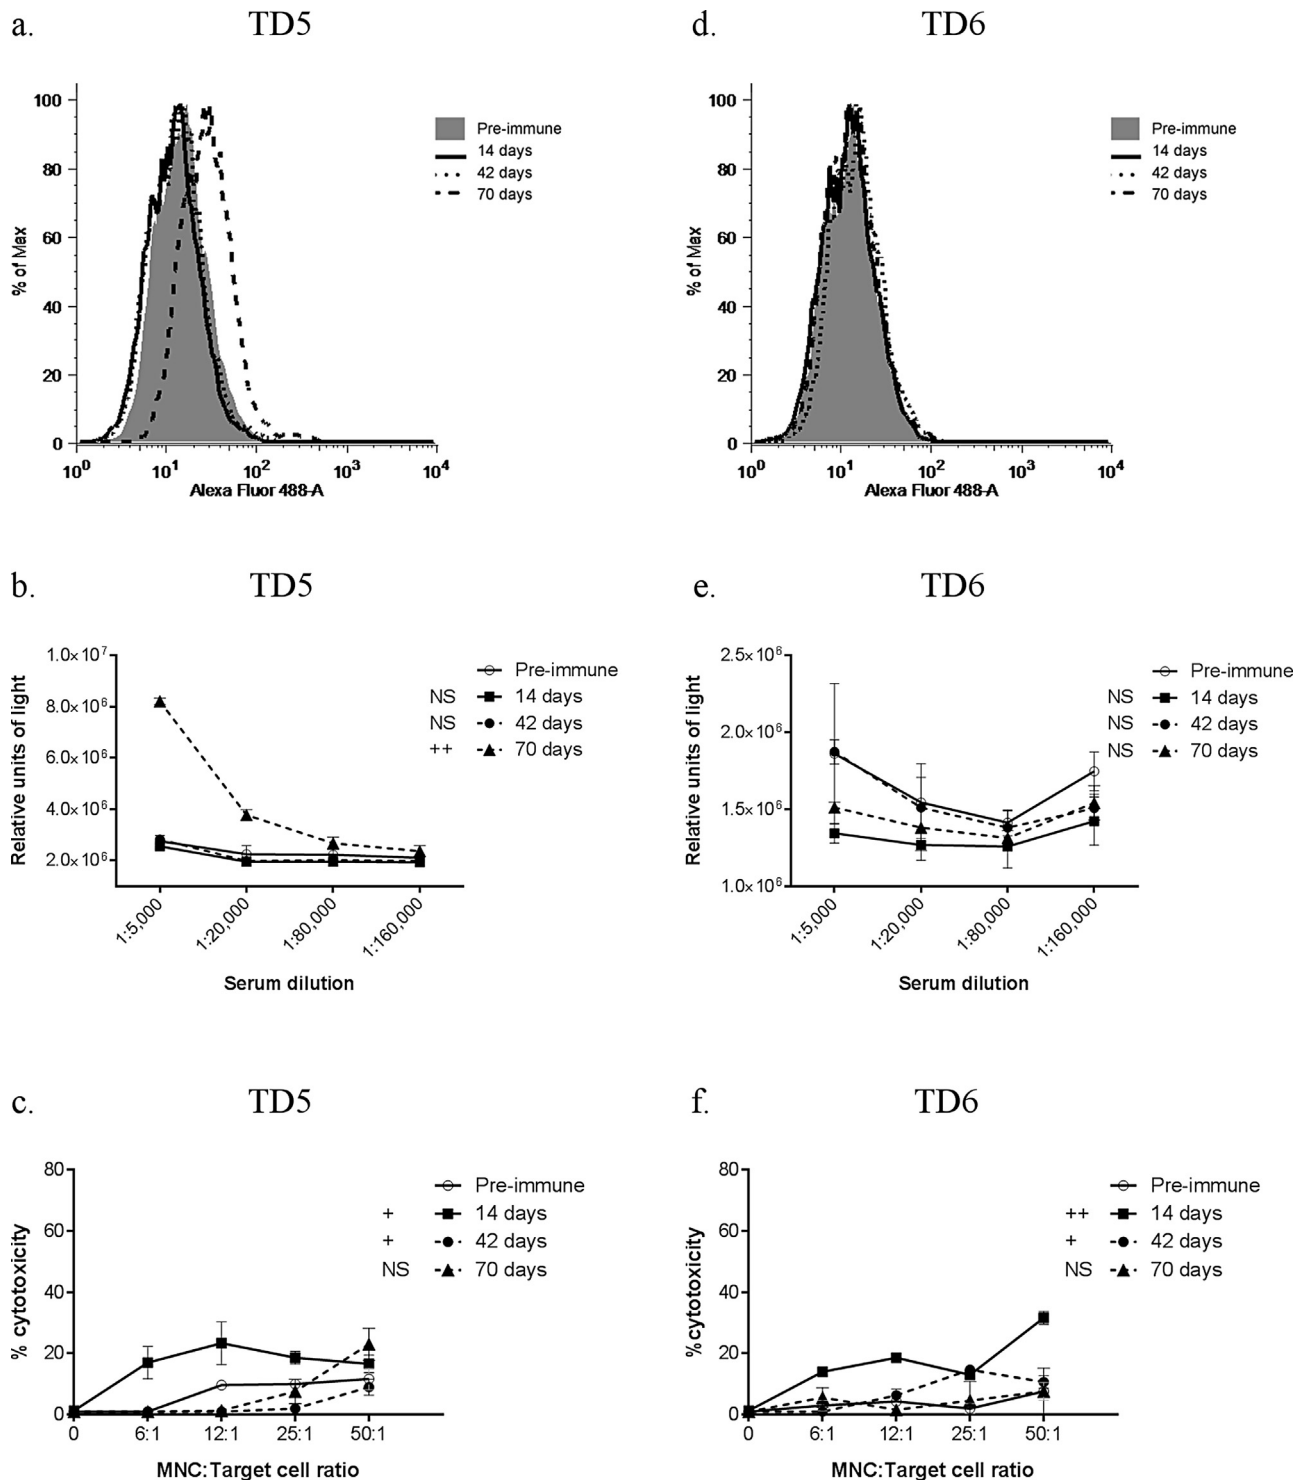 a. TD5
100
80
60
40
20
0
% of Max
10⁰ 10¹ 10² 10³ 10⁴
Alexa Fluor 488-A
Pre-immune
14 days
42 days
70 days
d. TD6
100
80
60
40
20
0
% of Max
10⁰ 10¹ 10² 10³ 10⁴
Alexa Fluor 488-A
Pre-immune
14 days
42 days
70 days
b. TD5
1.0×10⁷
8.0×10⁶
6.0×10⁶
4.0×10⁶
2.0×10⁶
Relative units of light
1:5,000 1:20,000 1:80,000 1:160,000
Serum dilution
Pre-immune
NS 14 days
NS 42 days
++ 70 days
e. TD6
2.5×10⁶
2.0×10⁶
1.5×10⁶
1.0×10⁶
Relative units of light
1:5,000 1:20,000 1:80,000 1:160,000
Serum dilution
Pre-immune
NS 14 days
NS 42 days
NS 70 days
c. TD5
80
60
40
20
0
% cytotoxicity
0 6:1 12:1 25:1 50:1
MNC:Target cell ratio
Pre-immune
+ 14 days
+ 42 days
NS 70 days
f. TD6
80
60
40
20
0
% cytotoxicity
0 6:1 12:1 25:1 50:1
MNC:Target cell ratio
Pre-immune
++ 14 days
+ 42 days
NS 70 days